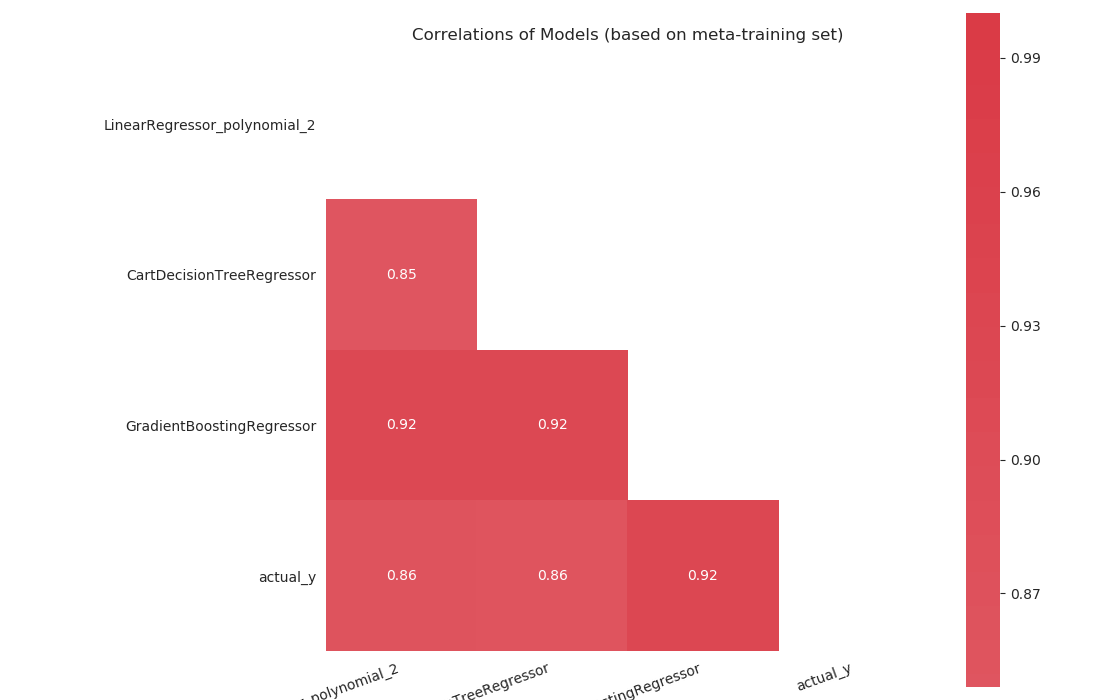 Correlations of Models (based on meta-training set)
LinearRegressor_polynomial_2
CartDecisionTreeRegressor
GradientBoostingRegressor
actual_y
0.85
0.92 0.92
0.86 0.86 0.92
_polynomial_2
TreeRegressor
stingRegressor
actual_y
0.99
0.96
0.93
0.90
0.87